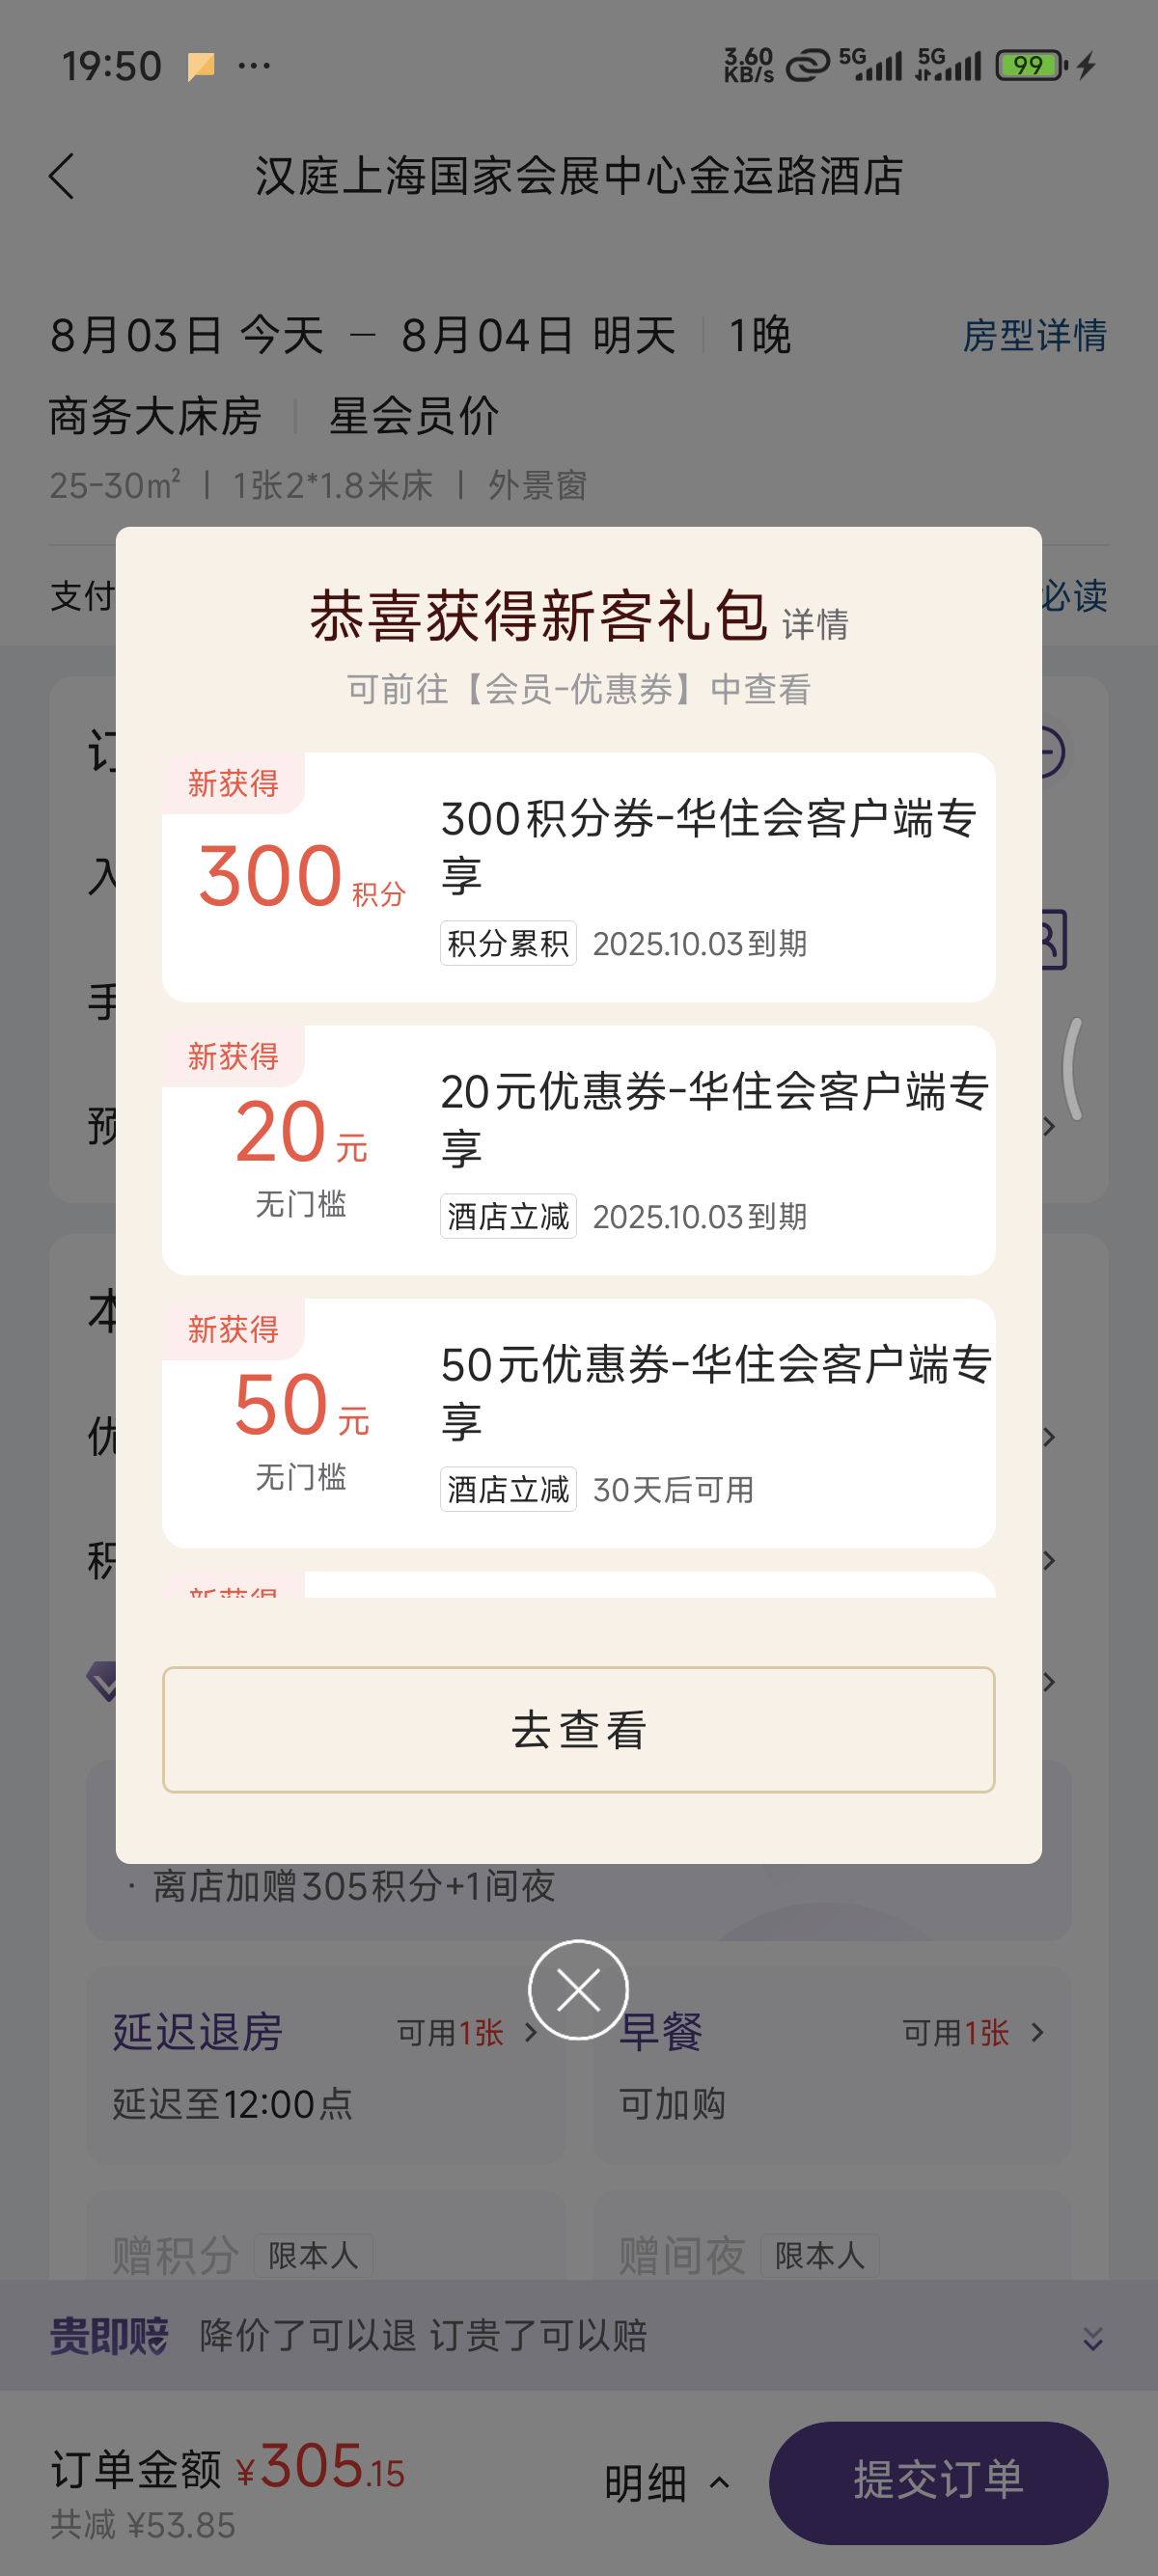 19:50 ··· 3.60 KB/s 5G 5G 99
汉庭上海国家会展中心金运路酒店
8月03日 今天 — 8月04日 明天 | 1晚 房型详情
商务大床房 | 星会员价
25-30㎡ | 1张2*1.8米床 | 外景窗
支付 必读
恭喜获得新客礼包 详情
可前往【会员-优惠券】中查看
订
新获得
300积分券-华住会客户端专
享
300 积分
积分累积 2025.10.03到期
入
手
新获得
20元优惠券-华住会客户端专
享
20 元
无门槛
酒店立减 2025.10.03到期
预
本
新获得
50元优惠券-华住会客户端专
享
50 元
无门槛
酒店立减 30天后可用
优
积
新获得
去查看
· 离店加赠305积分+1间夜
延迟退房 可用1张 早餐 可用1张
延迟至12:00点 可加购
赠积分 限本人 赠间夜 限本人
贵即赔 降价了可以退 订贵了可以赔
订单金额 ¥305.15 明细 提交订单
共减 ¥53.85